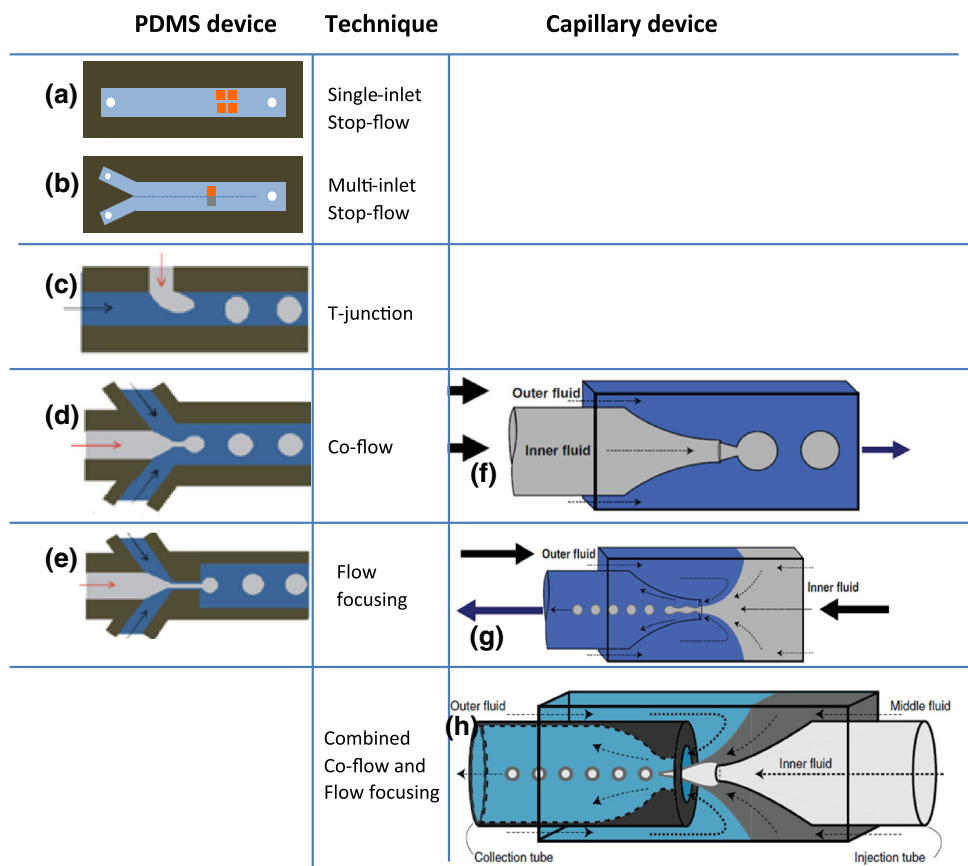 PDMS device Technique Capillary device
(a)
Single-inlet
Stop-flow
(b)
Multi-inlet
Stop-flow
(c)
T-junction
(d)
Co-flow
Outer fluid
Inner fluid
(f)
(e)
Flow
focusing
Outer fluid
Inner fluid
(g)
Combined
Co-flow and
Flow focusing
Outer fluid
Middle fluid
(h)
Inner fluid
Collection tube
Injection tube